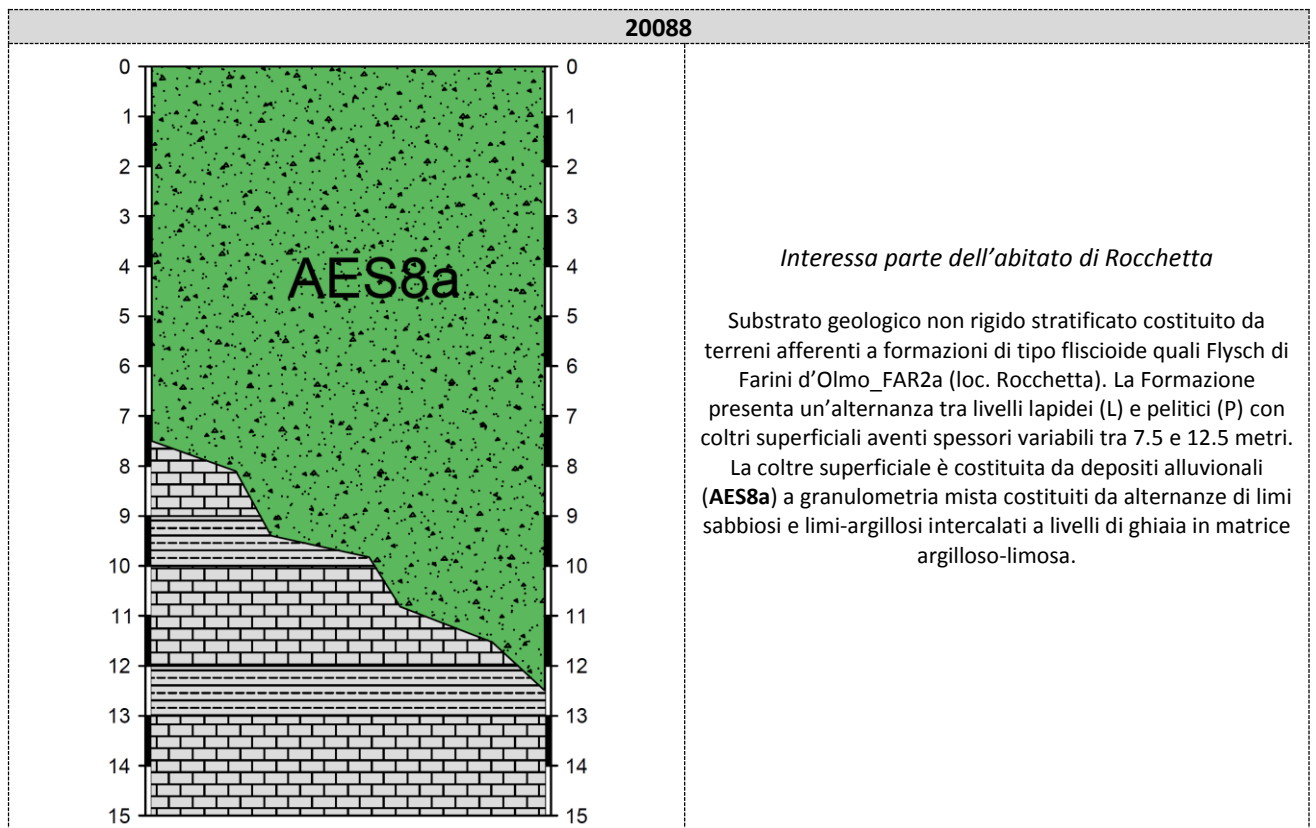 20088
0 0
1 1
2 2
3 3
4 4
AES8a
5 5
6 6
7 7
8 8
9 9
10 10
11 11
12 12
13 13
14 14
15 15
Interessa parte dell’abitato di Rocchetta
Substrato geologico non rigido stratificato costituito da
terreni afferenti a formazioni di tipo fliscioide quali Flysch di
Farini d’Olmo_FAR2a (loc. Rocchetta). La Formazione
presenta un’alternanza tra livelli lapidei (L) e pelitici (P) con
coltri superficiali aventi spessori variabili tra 7.5 e 12.5 metri.
La coltre superficiale è costituita da depositi alluvionali
(AES8a) a granulometria mista costituiti da alternanze di limi
sabbiosi e limi-argillosi intercalati a livelli di ghiaia in matrice
argilloso-limosa.